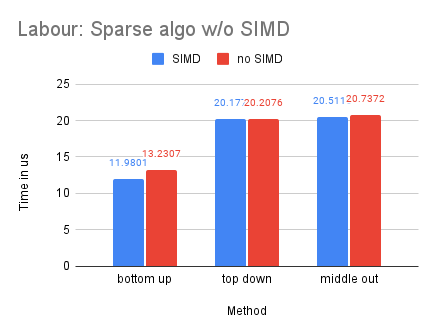 Labour: Sparse algo w/o SIMD
SIMD
no SIMD
Time in us
25
20
15
10
5
0
11.9801
13.2307
20.2076
20.7372
bottom up
top down
middle out
Method